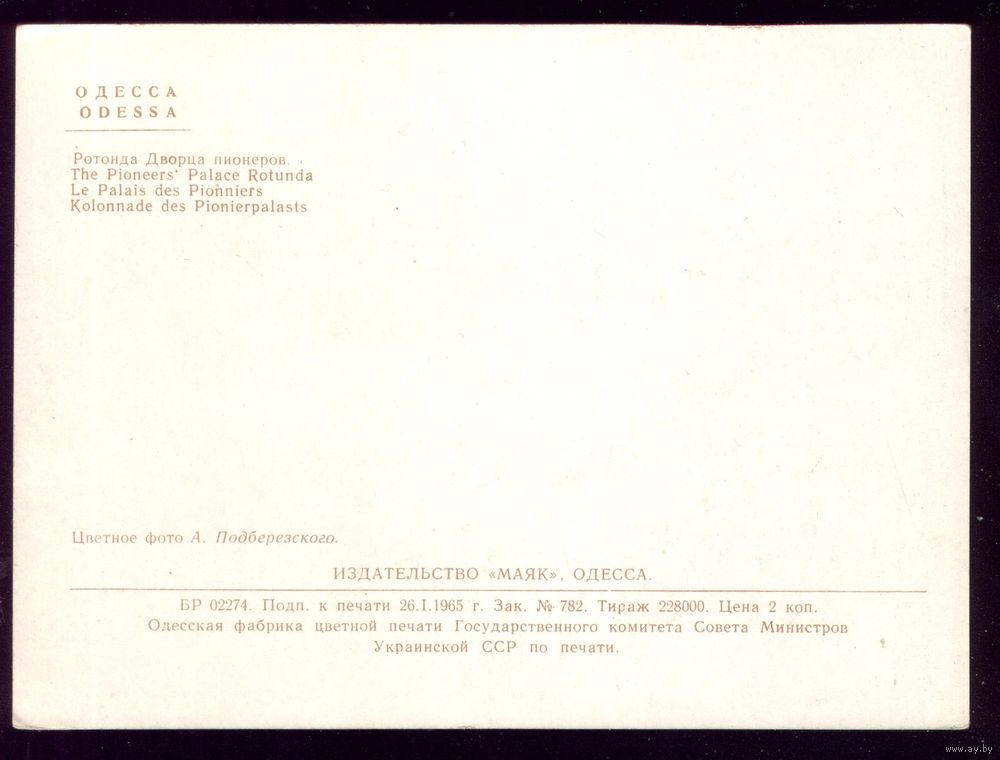 ОДЕССА
ODESSA
Ротонда Дворца пионеров.
The Pioneers' Palace Rotunda
Le Palais des Pionniers
Kolonnade des Pionierpalasts
Цветное фото А. Подберезского.
ИЗДАТЕЛЬСТВО «МАЯК», ОДЕССА.
БР 02274. Подп. к печати 26.I.1965 г. Зак. № 782. Тираж 228000. Цена 2 коп.
Одесская фабрика цветной печати Государственного комитета Совета Министров
Украинской ССР по печати.
www.ay.by